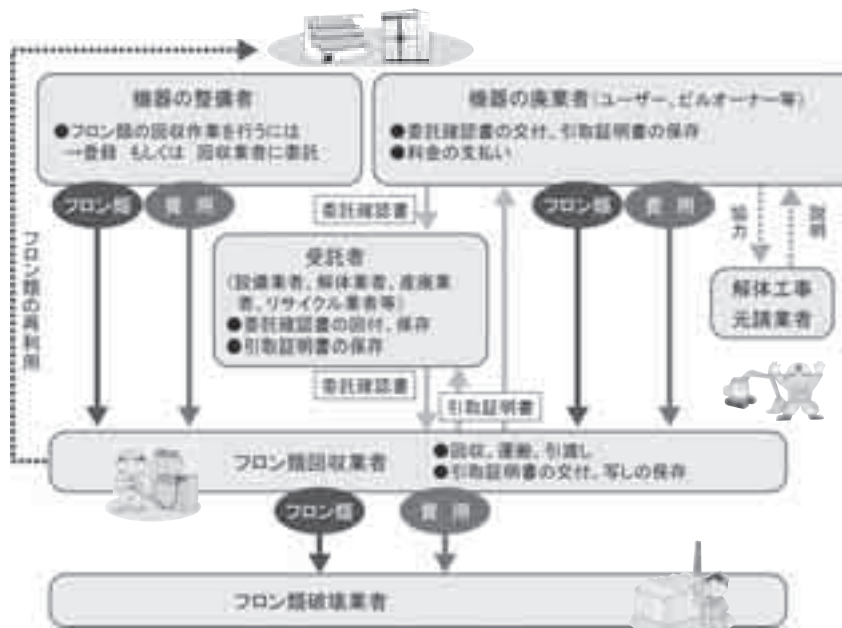 機器の整備者
●フロン類の回収作業を行うには
→登録 もしくは 回収業者に委託
機器の廃棄者(ユーザー、ビルオーナー等)
●委託確認書の交付、引取証明書の保存
●料金の支払い
フロン類
費用
委託確認書
フロン類
費用
協力
説明
フロン類の再利用
受託者
(設備業者、解体業者、産廃業
者、リサイクル業者等)
●委託確認書の回付、保存
●引取証明書の保存
解体工事
元請業者
委託確認書
引取証明書
フロン類回収業者
●回収、運搬、引渡し
●引取証明書の交付、写しの保存
フロン類
費用
フロン類破壊業者